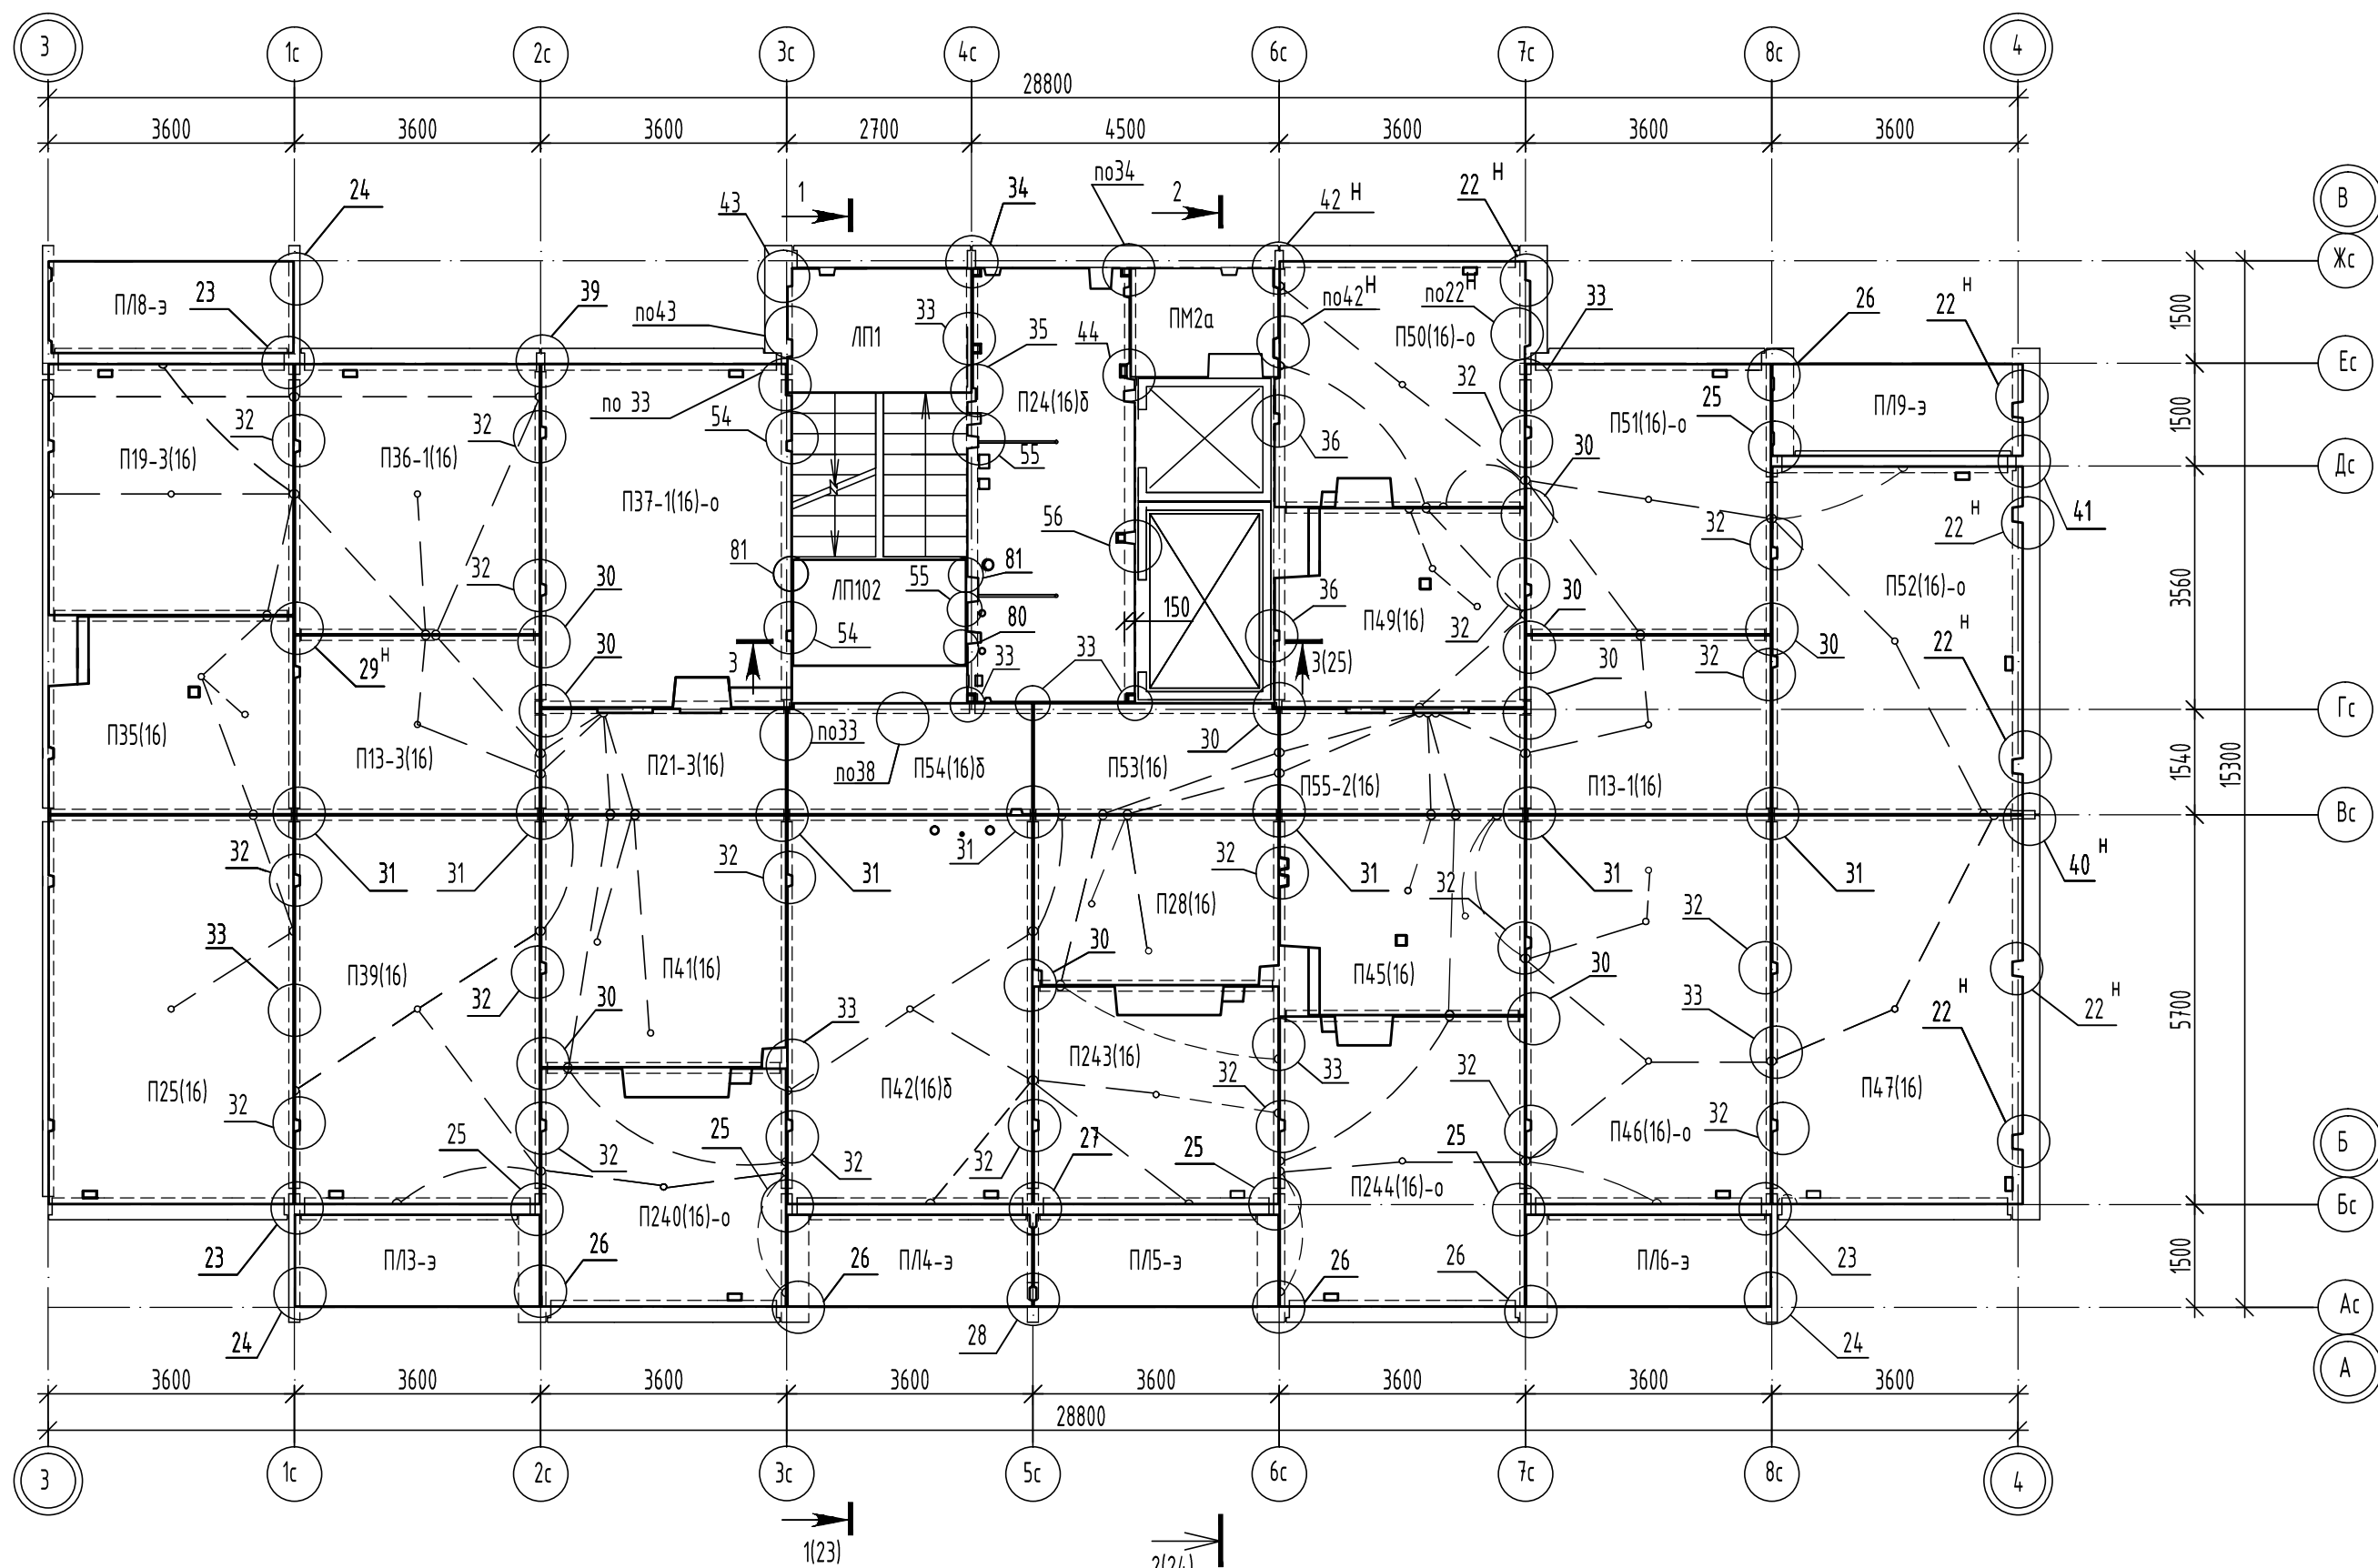 3 1с 2с 3с 4с 6с 7с 8с 4
28800
3600 3600 3600 2700 4500 3600 3600 3600
24 43 1 34 по34 2 42 Н 22 Н
В
Жс
ПЛ8-э 23 39 по43 ЛП1 33 35 44 ПМ2а по42Н по22Н П50(16)-о 33 26 22 Н
1500
Ес
32 П19-3(16) П36-1(16) 32 по 33 54 П24(16)δ 55 36 32 П51(16)-о 25 ПЛ9-э
1500
Дс
П37-1(16)-о 30 41
81 32 30 56 81 55 ЛП102 150 36 П49(16) 32 30 32 22 Н П52(16)-о
3560
54 80 33 33 3 3(25) 30 32 30 22 Н
29Н 30
Гс
П35(16) П13-3(16) П21-3(16) по33 по38 П54(16)δ П53(16) 30 П55-2(16) П13-1(16)
1540 15300
Вс
32 31 31 32 31 31 32 31 32 31 31 40 Н
33 П39(16) П41(16) П28(16) П45(16) 32
32 30 33 30 30 33 22 Н 22 Н
5700
П25(16) 32 П42(16)δ П243(16) 32 33 32 П46(16)-о 32 П47(16)
25 32 25 32 32 27 25 25
Б
П244(16)-о
Бс
23 ПЛ3-э П240(16)-о 26 26 ПЛ4-э ПЛ5-э 26 26 ПЛ6-э 23
1500
Ас
24 28 24
А
3600 3600 3600 3600 3600 3600 3600 3600
28800
3 1с 2с 3с 5с 6с 7с 8с 4
1(23)
2(24)